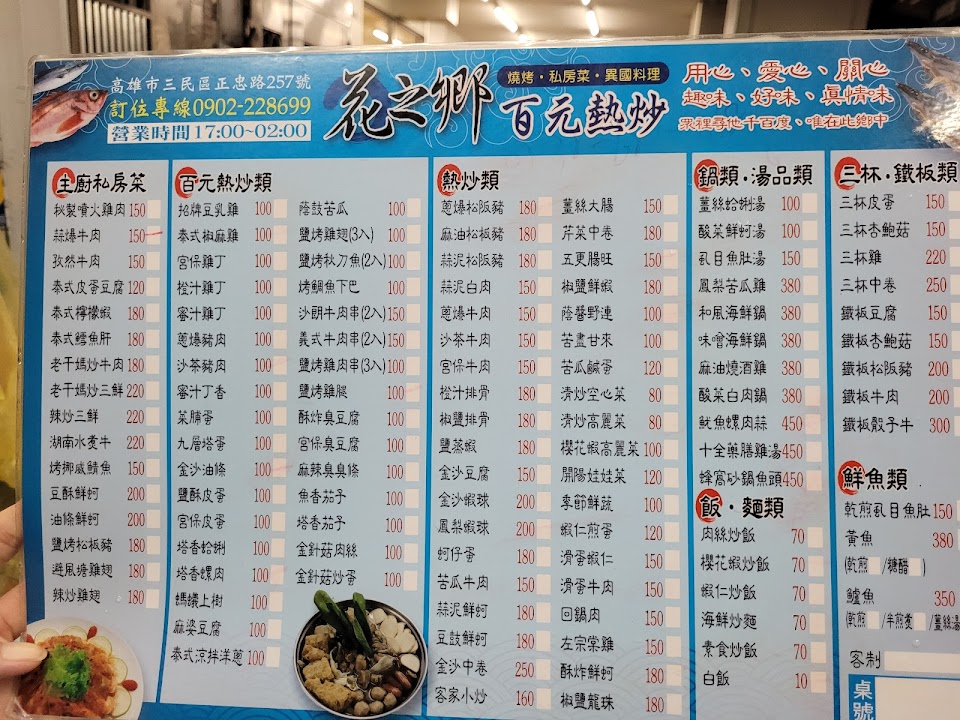 高雄市三民區正忠路257號
訂位專線0902-228699
營業時間17:00~02:00
花之鄉
燒烤·私房菜·異國料理
百元熱炒
用心、愛心、關心
趣味、好味、真情味
眾裡尋他千百度、唯在此鄉中
主廚私房菜
秘製噴火雞肉 150
蒜爆牛肉 150
孜然牛肉 150
泰式皮蛋豆腐 120
泰式檸檬蝦 180
泰式鱈魚肝 180
老干媽炒牛肉 180
老干媽炒三鮮 220
辣炒三鮮 220
湖南水煮牛 220
烤挪威鯖魚 150
豆酥鮮蚵 200
油條鮮蚵 200
鹽烤松板豬 180
避風塘雞翅 180
辣炒雞翅 180
百元熱炒類
招牌豆乳雞 100
泰式椒麻雞 100
宮保雞丁 100
橙汁雞丁 100
蜜汁雞丁 100
蔥爆豬肉 100
沙茶豬肉 100
蜜汁丁香 100
菜脯蛋 100
九層塔蛋 100
金沙油條 100
鹽酥皮蛋 100
宮保皮蛋 100
塔香蛤蜊 100
塔香螺肉 100
螞蟻上樹 100
麻婆豆腐 100
泰式涼拌洋蔥 100
蔭鼓苦瓜 100
鹽烤雞翅(3入) 100
鹽烤秋刀魚(2入) 100
烤鯛魚下巴 100
沙朗牛肉串(2入) 150
義式牛肉串(2入) 150
鹽烤雞肉串(3入) 100
鹽烤雞腿 100
酥炸臭豆腐 100
宮保臭豆腐 100
麻辣臭臭條 100
魚香茄子 100
塔香茄子 100
金針菇肉絲 100
金針菇炒蛋 100
熱炒類
蔥爆松阪豬 180
麻油松板豬 180
蒜泥松阪豬 180
蒜泥白肉 150
蔥爆牛肉 150
沙茶牛肉 150
宮保牛肉 150
橙汁排骨 180
椒鹽排骨 180
鹽蒸蝦 180
金沙豆腐 150
金沙蝦球 200
鳳梨蝦球 200
蚵仔蛋 180
苦瓜牛肉 150
蒜泥鮮蚵 180
豆鼓鮮蚵 180
金沙中卷 250
客家小炒 160
薑絲大腸 150
芹菜中卷 180
五更腸旺 150
椒鹽鮮蝦 180
蔭醬野蓮 100
苦盡甘來 100
苦瓜鹹蛋 120
清炒空心菜 80
清炒高麗菜 80
櫻花蝦高麗菜 100
開陽娃娃菜 120
季節鮮蔬 100
蝦仁煎蛋 120
滑蛋蝦仁 150
滑蛋牛肉 150
回鍋肉 150
左宗棠雞 150
酥炸鮮蚵 180
椒鹽龍珠 180
鍋類·湯品類
薑絲蛤蜊湯 100
酸菜鮮蚵湯 100
虱目魚肚湯 150
鳳梨苦瓜雞 380
和風海鮮鍋 380
味噌海鮮鍋 380
麻油燒酒雞 380
酸菜白肉鍋 380
魷魚螺肉蒜 450
十全藥膳雞湯 450
蜂窩砂鍋魚頭 450
飯·麵類
肉絲炒飯 70
櫻花蝦炒飯 70
蝦仁炒飯 70
海鮮炒麵 70
素食炒飯 70
白飯 10
三杯·鐵板類
三杯皮蛋 150
三杯杏鮑菇 150
三杯雞 220
三杯中卷 250
鐵板豆腐 150
鐵板杏鮑菇 150
鐵板松阪豬 200
鐵板牛肉 200
鐵板骰子牛 300
鮮魚類
乾煎虱目魚肚 150
黃魚 380
(乾煎 /糖醋 )
鱸魚 350
(乾煎 /半煎煮 /薑絲湯
客制
桌號